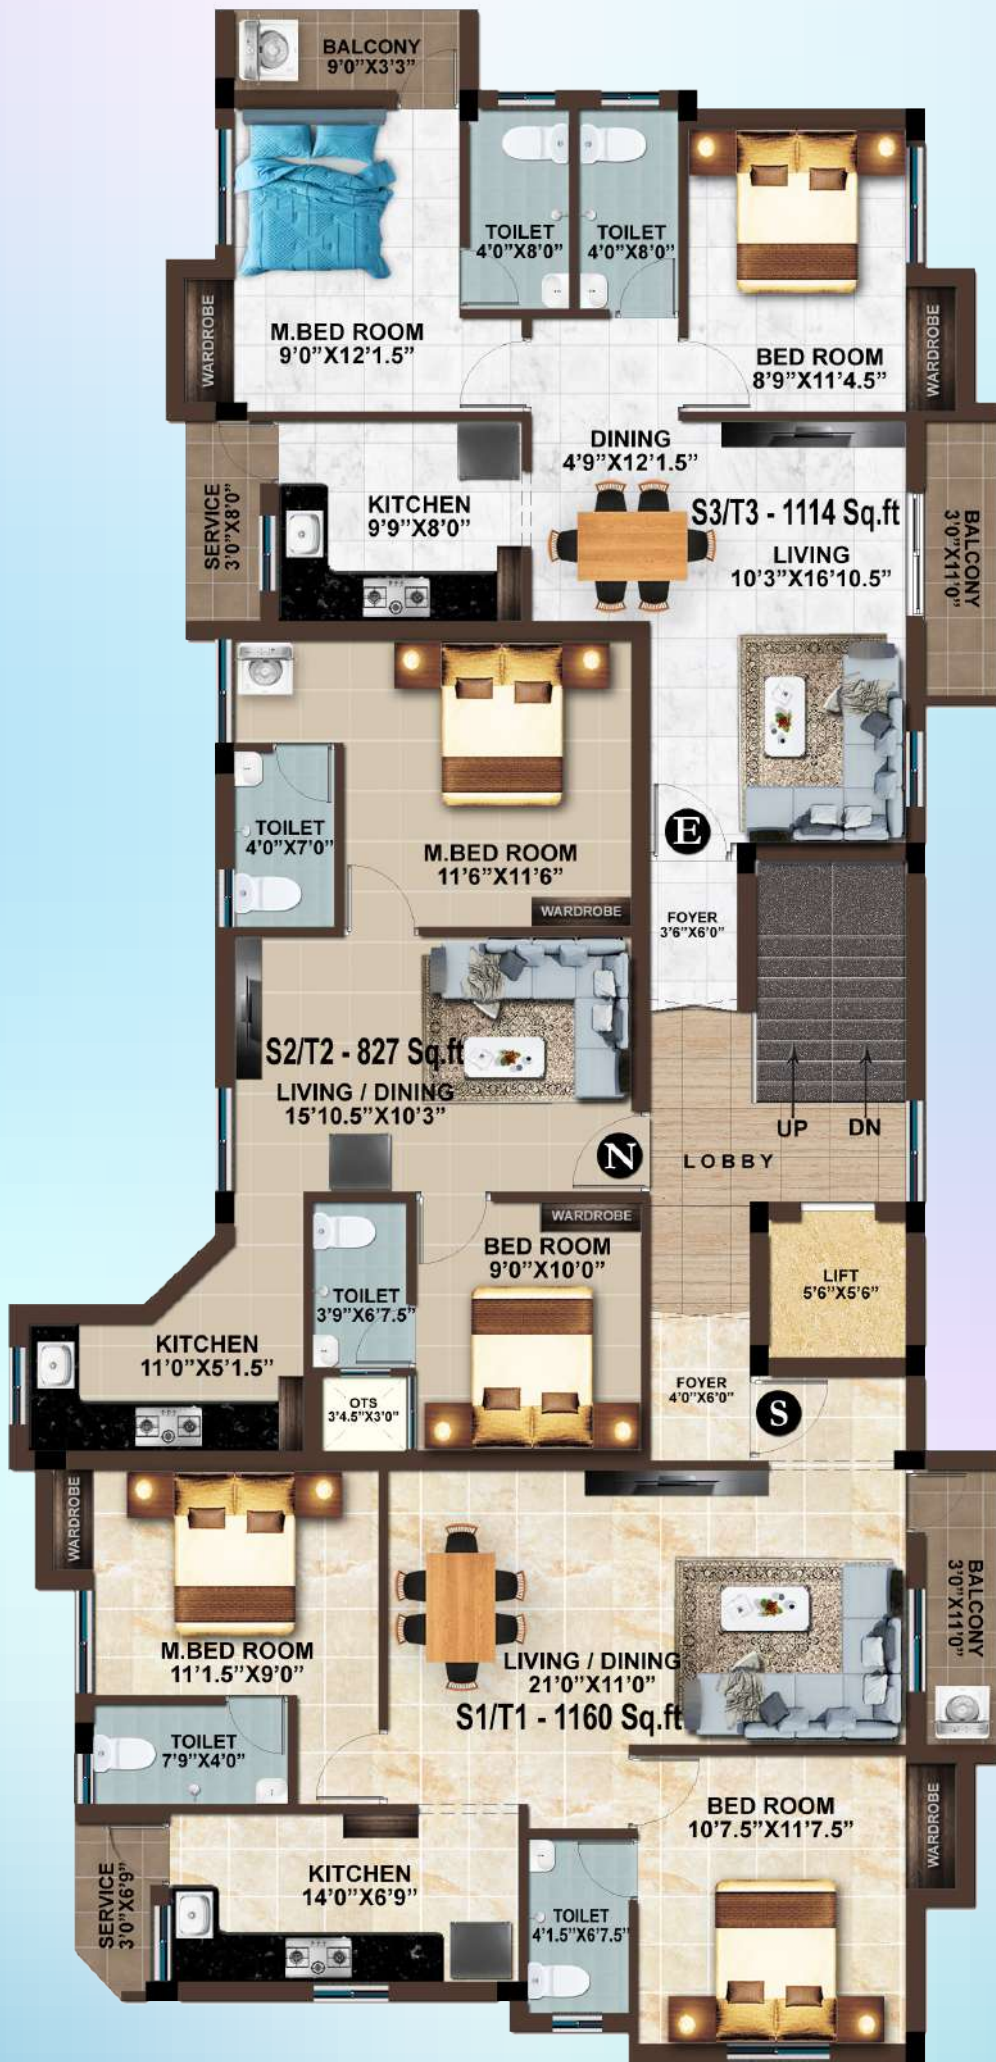 BALCONY
9'0"X3'3"
TOILET
4'0"X8'0"
TOILET
4'0"X8'0"
WARDROBE
M.BED ROOM
9'0"X12'1.5"
BED ROOM
8'9"X11'4.5"
WARDROBE
DINING
4'9"X12'1.5"
SERVICE
3'0"X8'0"
KITCHEN
9'9"X8'0"
S3/T3 - 1114 Sq.ft
LIVING
10'3"X16'10.5"
BALCONY
3'0"X11'0"
TOILET
4'0"X7'0"
M.BED ROOM
11'6"X11'6"
E
WARDROBE
FOYER
3'6"X6'0"
S2/T2 - 827 Sq.ft
LIVING / DINING
15'10.5"X10'3"
UP
DN
N
LOBBY
WARDROBE
BED ROOM
9'0"X10'0"
TOILET
3'9"X6'7.5"
LIFT
5'6"X5'6"
KITCHEN
11'0"X5'1.5"
OTS
3'4.5"X3'0"
FOYER
4'0"X6'0"
S
WARDROBE
M.BED ROOM
11'1.5"X9'0"
LIVING / DINING
21'0"X11'0"
S1/T1 - 1160 Sq.ft
BALCONY
3'0"X11'0"
TOILET
7'9"X4'0"
BED ROOM
10'7.5"X11'7.5"
WARDROBE
SERVICE
3'0"X6'9"
KITCHEN
14'0"X6'9"
TOILET
4'1.5"X6'7.5"